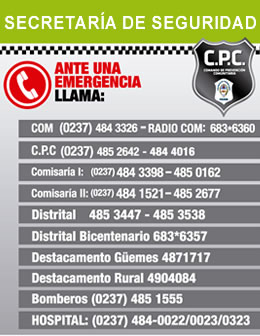 SECRETARÍA DE SEGURIDAD
ANTE UNA
EMERGENCIA
LLAMA:
C.P.C.
COMANDO DE PREVENCIÓN
COMUNITARIA
COM (0237) 484 3326 - RADIO COM: 683*6360
C.P.C (0237) 485 2642 - 484 4016
Comisaría I: (0237) 484 3398 - 485 0162
Comisaría II: (0237) 484 1521 - 485 2677
Distrital 485 3447 - 485 3538
Distrital Bicentenario 683*6357
Destacamento Güemes 4871717
Destacamento Rural 4904084
Bomberos (0237) 485 1555
HOSPITAL: (0237) 484-0022/0023/0323